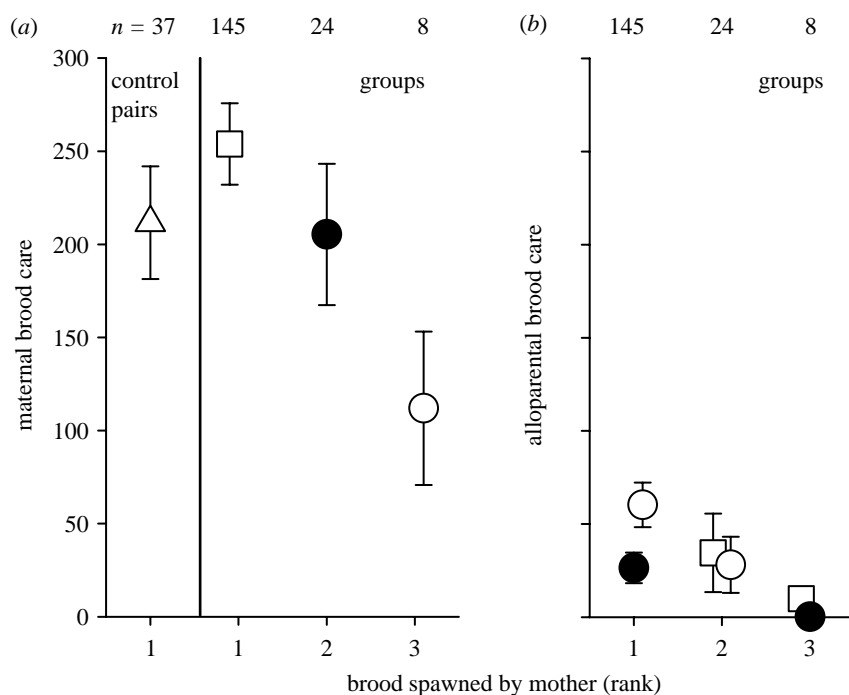 (a) n = 37 145 24 8
300
250
200
150
100
50
0
maternal brood care
control
pairs
groups
1 1 2 3
(b) 145 24 8
alloparental brood care
groups
1 2 3
brood spawned by mother (rank)